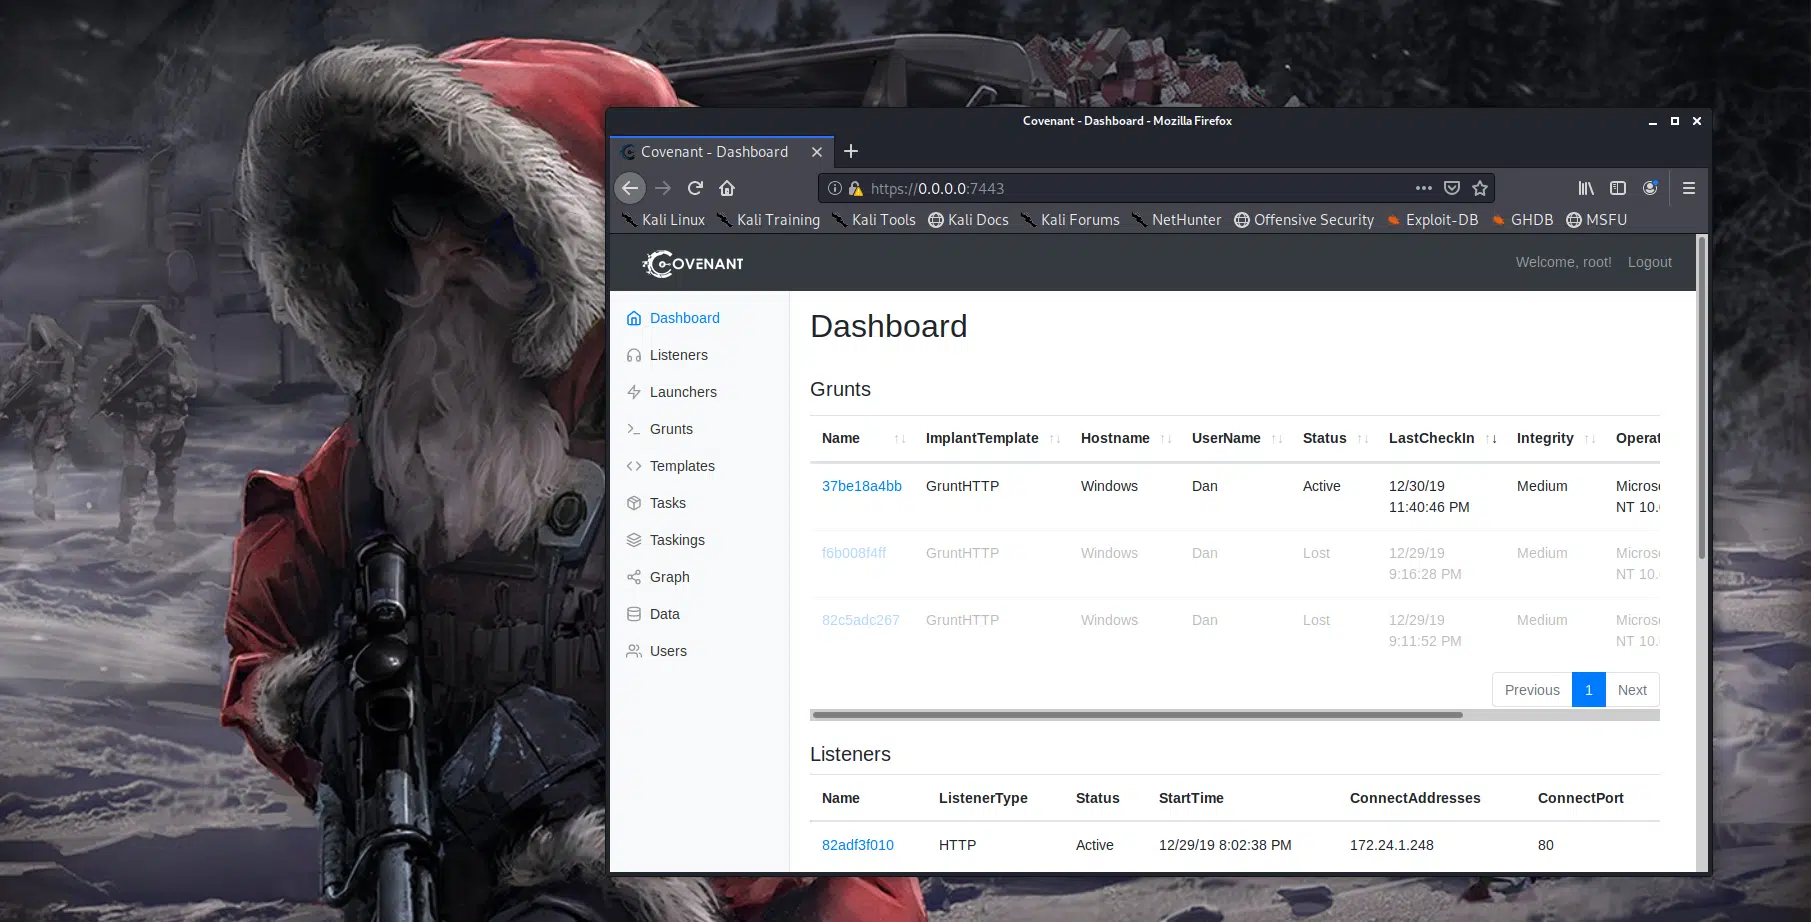 Covenant - Dashboard - Mozilla Firefox
Covenant - Dashboard
https://0.0.0.0:7443
Kali Linux Kali Training Kali Tools Kali Docs Kali Forums NetHunter Offensive Security Exploit-DB GHDB MSFU
COVENANT
Welcome, root! Logout
Dashboard
Listeners
Launchers
Grunts
Templates
Tasks
Taskings
Graph
Data
Users
Dashboard
Grunts
Name ImplantTemplate Hostname UserName Status LastCheckIn Integrity Operat
37be18a4bb GruntHTTP Windows Dan Active 12/30/19 Medium Micros
11:40:46 PM NT 10.
f6b008f4ff GruntHTTP Windows Dan Lost 12/29/19 Medium Micros
9:16:28 PM NT 10.
82c5adc267 GruntHTTP Windows Dan Lost 12/29/19 Medium Micros
9:11:52 PM NT 10.
Previous 1 Next
Listeners
Name ListenerType Status StartTime ConnectAddresses ConnectPort
82adf3f010 HTTP Active 12/29/19 8:02:38 PM 172.24.1.248 80